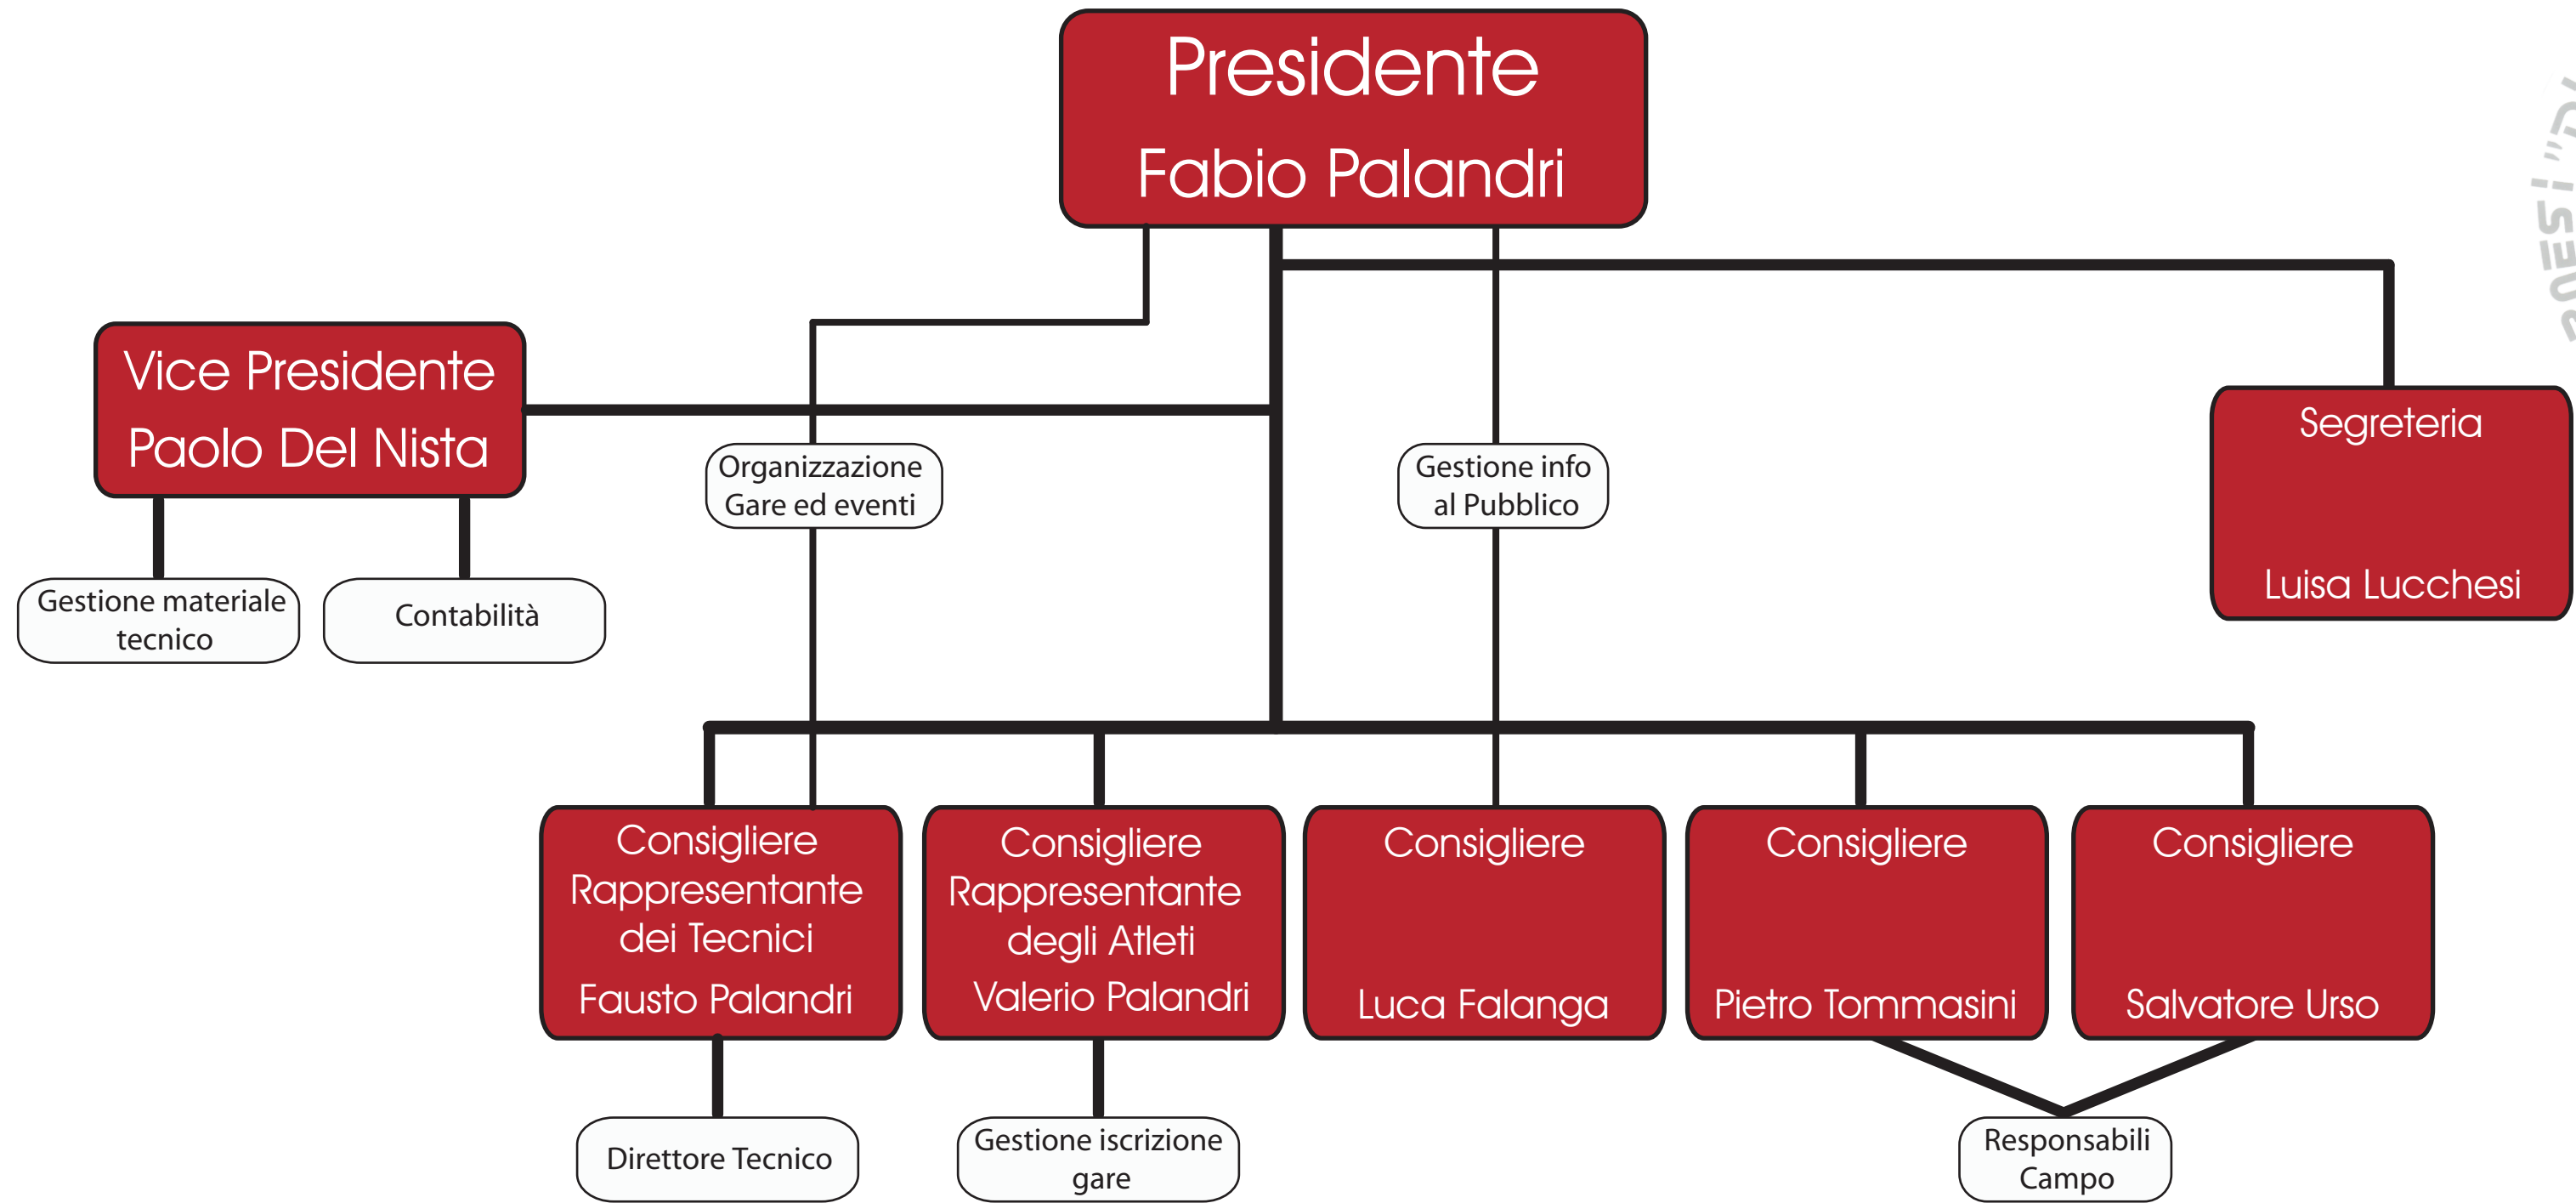 Presidente
Fabio Palandri
Vice Presidente
Paolo Del Nista
Organizzazione
Gare ed eventi
Gestione info
al Pubblico
Segreteria
Luisa Lucchesi
Gestione materiale
tecnico
Contabilità
Consigliere
Rappresentante
dei Tecnici
Fausto Palandri
Consigliere
Rappresentante
degli Atleti
Valerio Palandri
Consigliere
Luca Falanga
Consigliere
Pietro Tommasini
Consigliere
Salvatore Urso
Direttore Tecnico
Gestione iscrizione
gare
Responsabili
Campo